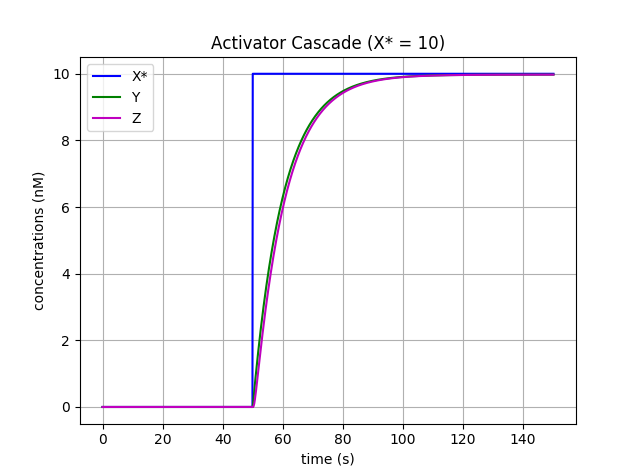 Activator Cascade (X* = 10)
X*
Y
Z
concentrations (nM)
10
8
6
4
2
0
0 20 40 60 80 100 120 140
time (s)